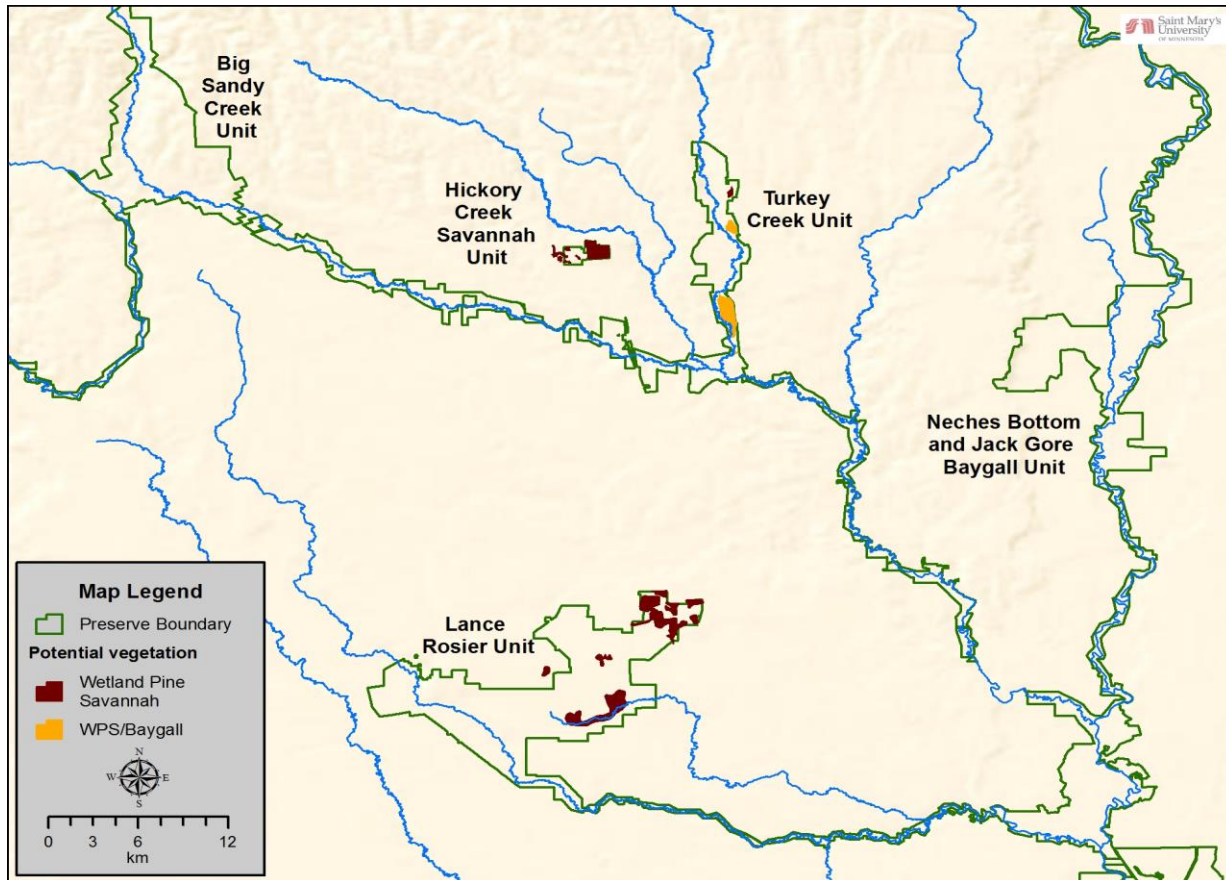 Saint Mary's
University
OF MINNESOTA
Big
Sandy
Creek
Unit
Hickory
Creek
Savannah
Unit
Turkey
Creek Unit
Neches Bottom
and Jack Gore
Baygall Unit
Lance
Rosier Unit
Map Legend
Preserve Boundary
Potential vegetation
Wetland Pine
Savannah
WPS/Baygall
N
W E
S
0 3 6 12
km